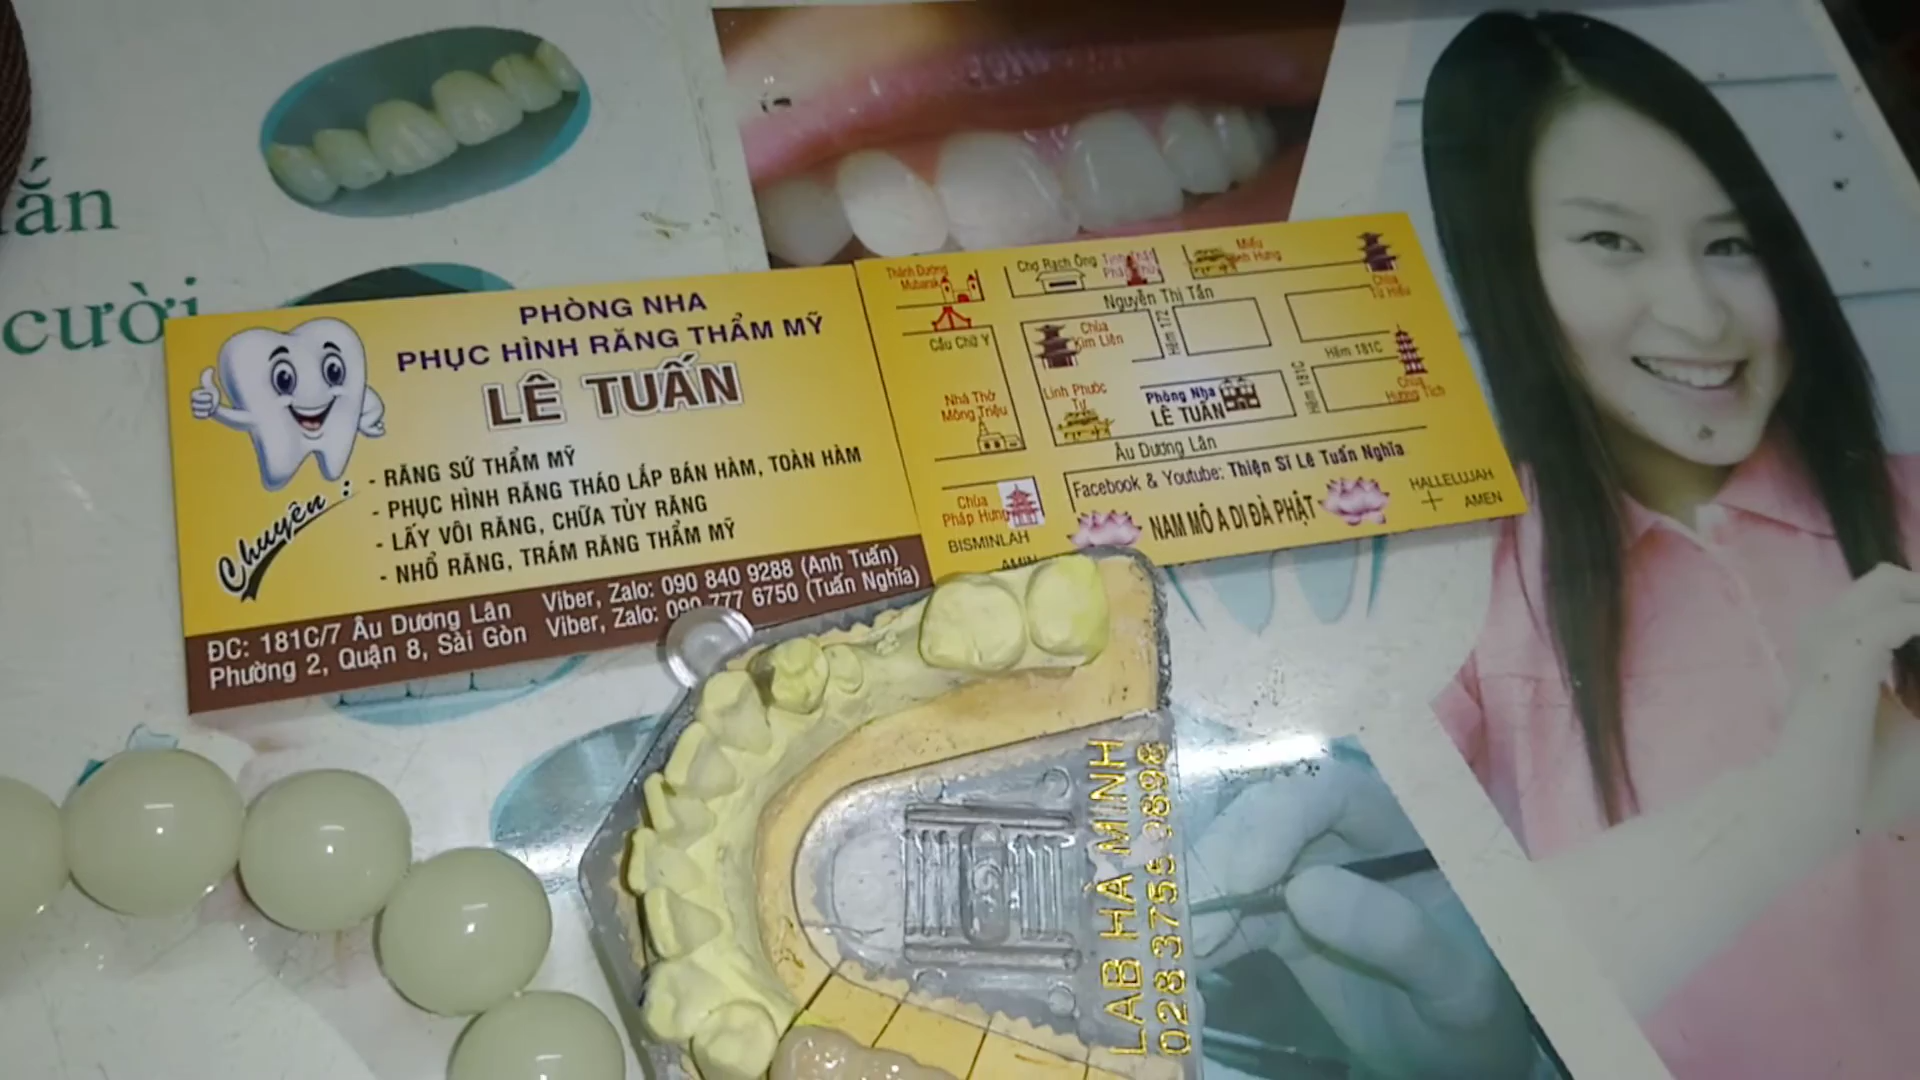 ắn
cười
PHÒNG NHA
PHỤC HÌNH RĂNG THẨM MỸ
LÊ TUẤN
Chuyên :
- RĂNG SỨ THẨM MỸ
- PHỤC HÌNH RĂNG THÁO LẮP BÁN HÀM, TOÀN HÀM
- LẤY VÔI RĂNG, CHỮA TỦY RĂNG
- NHỔ RĂNG, TRÁM RĂNG THẨM MỸ
ĐC: 181C/7 Âu Dương Lân
Phường 2, Quận 8, Sài Gòn
Viber, Zalo: 090 840 9288 (Anh Tuấn)
Viber, Zalo: 090 777 6750 (Tuấn Nghĩa)
Thánh Đường
Mubarak
Chợ Rạch Ông
Miếu
Hưng
Chùa
Từ Hiếu
Nguyễn Thị Tần
Cầu Chữ Y
Chùa
Kim Liên
Hẻm 172
Hẻm 181C
Hẻm 181C
Chùa
Hương Tích
Nhà Thờ
Mông Triệu
Linh Phước
Tự
Phòng Nha
LÊ TUẤN
Âu Dương Lân
Facebook & Youtube: Thiện Sĩ Lê Tuấn Nghĩa
Chùa
Pháp Hưng
NAM MÔ A DI ĐÀ PHẬT
HALLELUJAH
AMEN
BISMINLAH
AMIN
LAB HÀ MINH